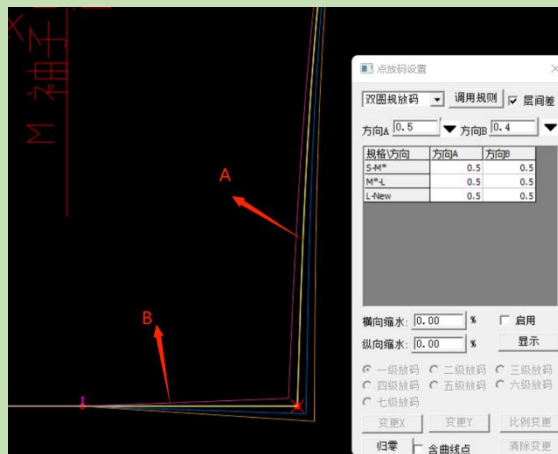 M 袖子
A
B
点放码设置
双圆规放码 调用规则 层间差
方向A 0.5 方向B 0.4
规格\方向 方向A 方向B
S-M* 0.5 0.5
M*-L 0.5 0.5
L-New 0.5 0.5
横向缩水: 0.00 % 启用
纵向缩水: 0.00 % 显示
一级放码 二级放码 三级放码
四级放码 五级放码 六级放码
七级放码
变更X 变更Y 比例变更
归零 含曲线点 清除变更